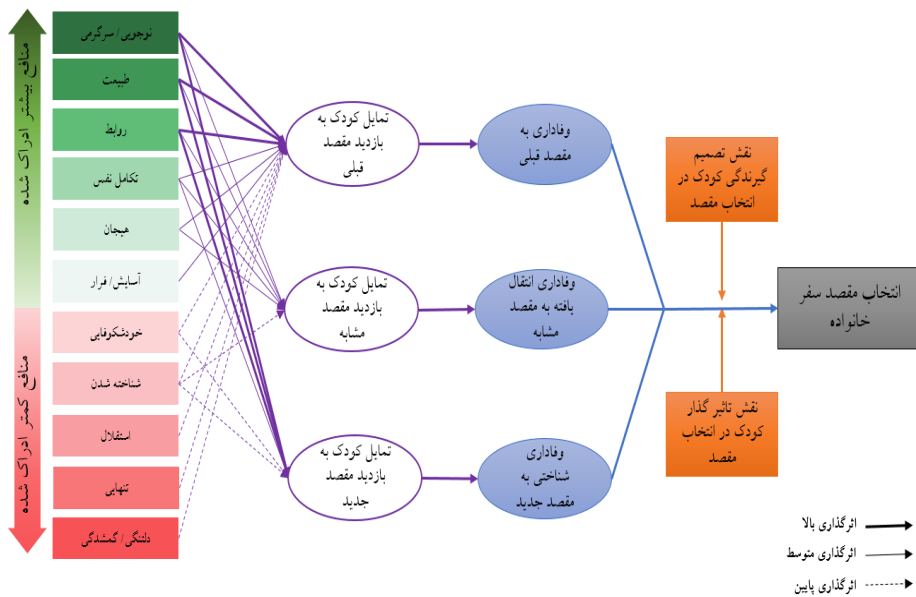 منافع بیشتر ادراک شده
منافع کمتر ادراک شده
نوجویی/ سرگرمی
طبیعت
روابط
تکامل نفس
هیجان
آسایش/ فرار
خودشکوفایی
شناخته شدن
استقلال
تنهایی
دلتنگی/ گمشدگی
تمایل کودک به
بازدید مقصد
قبلی
تمایل کودک به
بازدید مقصد
مشابه
تمایل کودک به
بازدید مقصد
جدید
وفاداری به
مقصد قبلی
وفاداری انتقال
یافته به مقصد
مشابه
وفاداری
شناختی به
مقصد جدید
نقش تصمیم
گیرندگی کودک در
انتخاب مقصد
نقش تاثیر گذار
کودک در انتخاب
مقصد
انتخاب مقصد سفر
خانواده
اثرگذاری بالا
اثرگذاری متوسط
اثرگذاری پایین